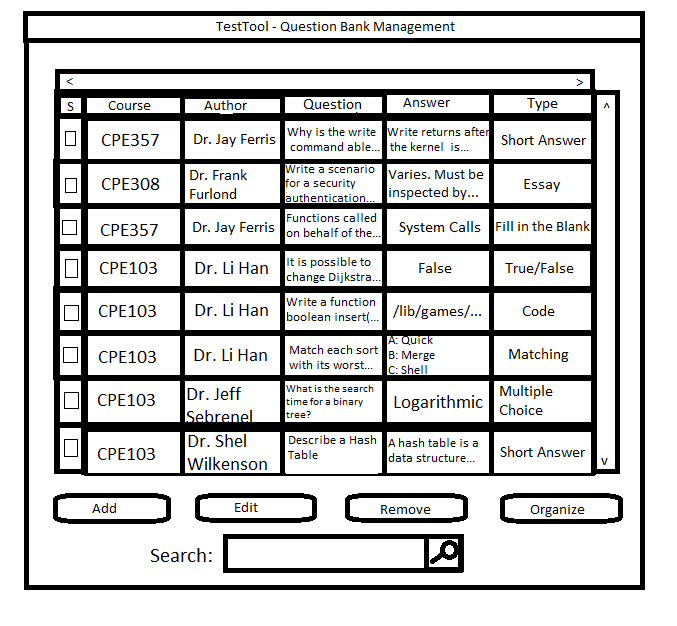 TestTool - Question Bank Management
< >
S Course Author Question Answer Type ^
CPE357 Dr. Jay Ferris Why is the write command able... Write returns after the kernel is... Short Answer
CPE308 Dr. Frank Furlond Write a scenario for a security authentication... Varies. Must be inspected by... Essay
CPE357 Dr. Jay Ferris Functions called on behalf of the... System Calls Fill in the Blank
CPE103 Dr. Li Han It is possible to change Dijkstra... False True/False
CPE103 Dr. Li Han Write a function boolean insert(... /lib/games/... Code
CPE103 Dr. Li Han Match each sort with its worst... A: Quick B: Merge C: Shell Matching
CPE103 Dr. Jeff Sebrenel What is the search time for a binary tree? Logarithmic Multiple Choice
CPE103 Dr. Shel Wilkenson Describe a Hash Table A hash table is a data structure... Short Answer v
Add Edit Remove Organize
Search: